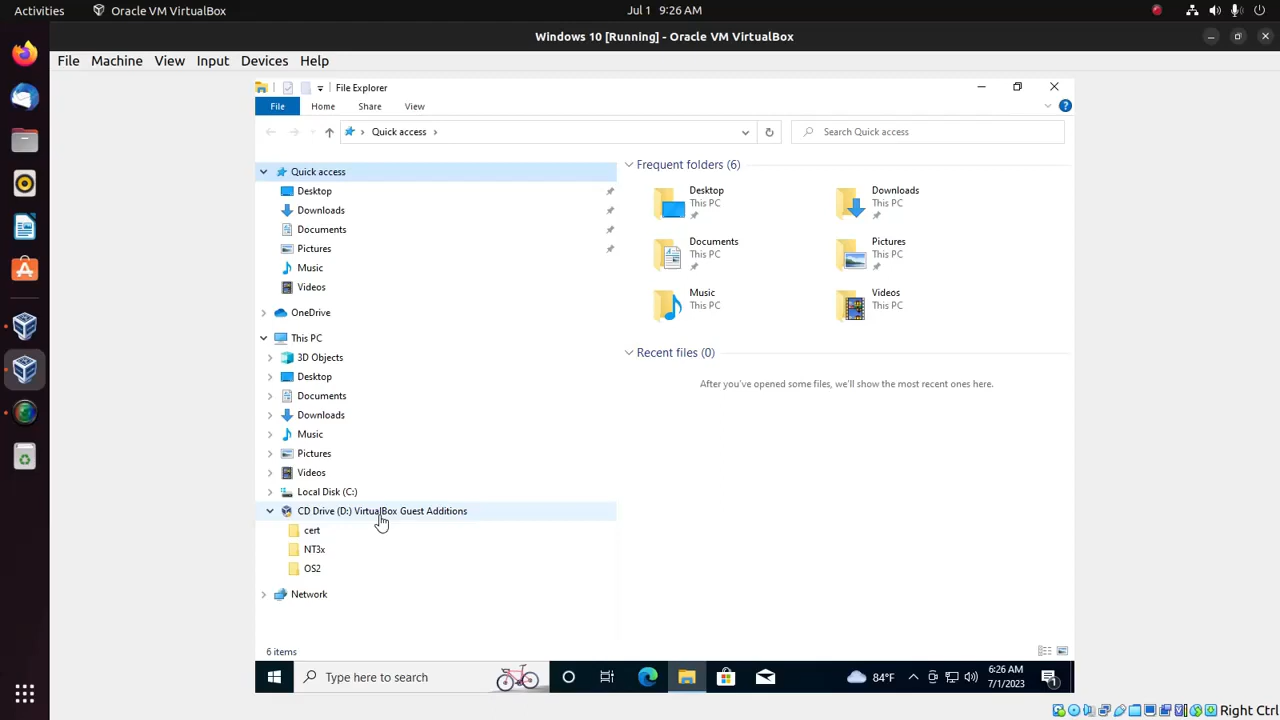 Activities
Oracle VM VirtualBox
Jul 1 9:26 AM
Windows 10 [Running] - Oracle VM VirtualBox
File Machine View Input Devices Help
File Explorer
File Home Share View
Quick access
Search Quick access
Quick access
Desktop
Downloads
Documents
Pictures
Music
Videos
OneDrive
This PC
3D Objects
Desktop
Documents
Downloads
Music
Pictures
Videos
Local Disk (C:)
CD Drive (D:) VirtualBox Guest Additions
cert
NT3x
OS2
Network
Frequent folders (6)
Desktop
This PC
Downloads
This PC
Documents
This PC
Pictures
This PC
Music
This PC
Videos
This PC
Recent files (0)
After you've opened some files, we'll show the most recent ones here.
6 items
Type here to search
84°F
6:26 AM
7/1/2023
1
Right Ctrl